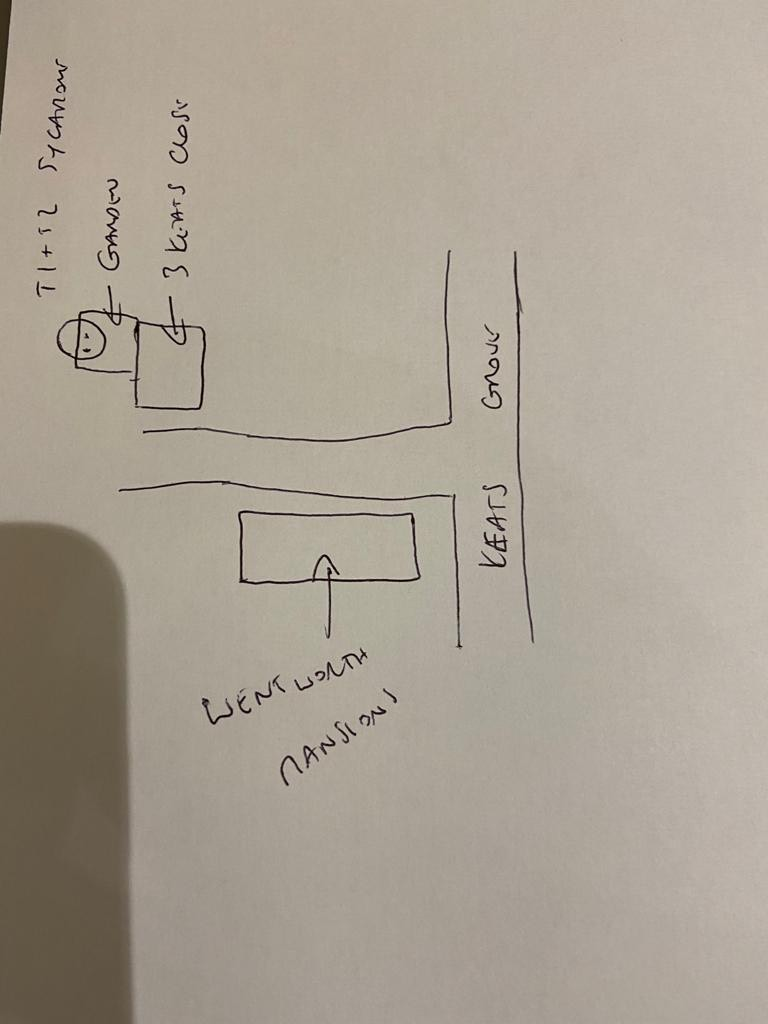 T1 + T2 SYCAMORE
GARDEN
3 KEATS CLOSE
KEATS GROVE
WENTWORTH
MANSIONS